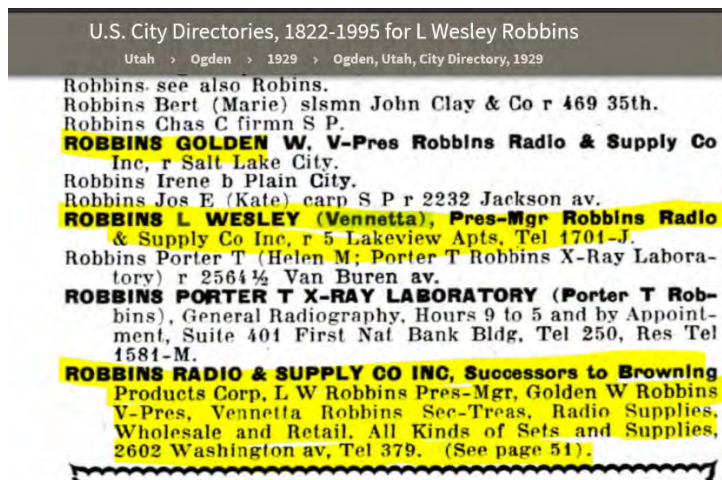 U.S. City Directories, 1822-1995 for L Wesley Robbins
Utah › Ogden › 1929 › Ogden, Utah, City Directory, 1929
Robbins see also Robins.
Robbins Bert (Marie) slsmn John Clay & Co r 469 35th.
Robbins Chas C firmn S P.
ROBBINS GOLDEN W, V-Pres Robbins Radio & Supply Co
Inc, r Salt Lake City.
Robbins Irene b Plain City.
Robbins Jos E (Kate) carp S P r 2232 Jackson av.
ROBBINS L WESLEY (Vennetta), Pres-Mgr Robbins Radio
& Supply Co Inc, r 5 Lakeview Apts, Tel 1701-J.
Robbins Porter T (Helen M; Porter T Robbins X-Ray Labora-
tory) r 2564½ Van Buren av.
ROBBINS PORTER T X-RAY LABORATORY (Porter T Rob-
bins), General Radiography, Hours 9 to 5 and by Appoint-
ment, Suite 401 First Nat Bank Bldg, Tel 250, Res Tel
1581-M.
ROBBINS RADIO & SUPPLY CO INC, Successors to Browning
Products Corp, L W Robbins Pres-Mgr, Golden W Robbins
V-Pres, Vennetta Robbins Sec-Treas, Radio Supplies,
Wholesale and Retail, All Kinds of Sets and Supplies,
2602 Washington av, Tel 379. (See page 51).